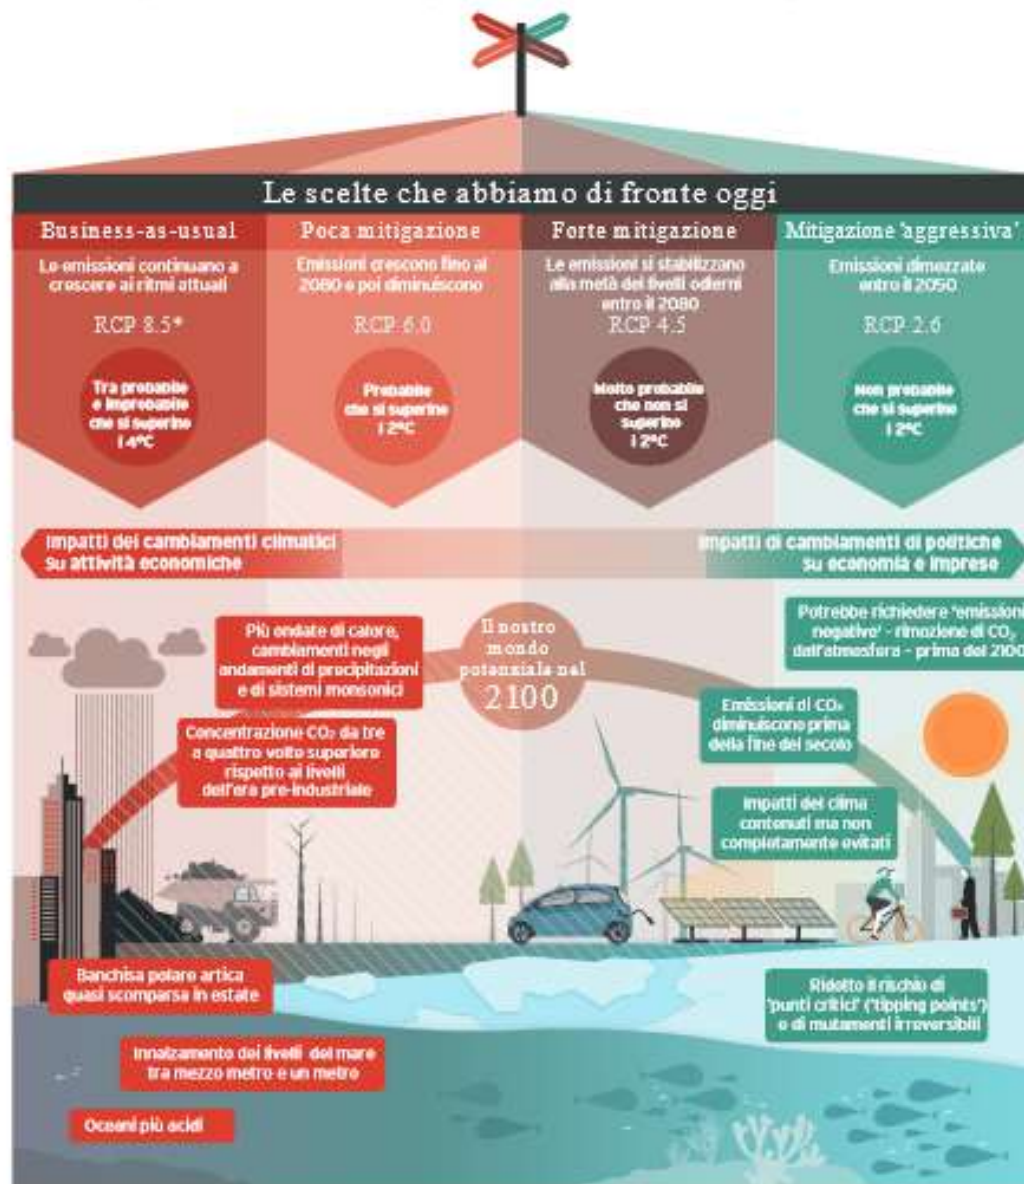 Le scelte che abbiamo di fronte oggi
Business-as-usual
Le emissioni continuano a
crescere ai ritmi attuali
RCP 8.5*
Tra probabile
e improbabile
che si superino
i 4°C
Poca mitigazione
Emissioni crescono fino al
2080 e poi diminuiscono
RCP 6.0
Probabile
che si superino
i 2°C
Forte mitigazione
Le emissioni si stabilizzano
alla metà dei livelli odierni
entro il 2080
RCP 4.5
Molto probabile
che non si
superino
i 2°C
Mitigazione 'aggressiva'
Emissioni dimezzate
entro il 2050
RCP 2.6
Non probabile
che si superino
i 2°C
Impatti dei cambiamenti climatici
su attività economiche
Impatti di cambiamenti di politiche
su economia e imprese
Il nostro
mondo
potenziale nel
2100
Più ondate di calore,
cambiamenti negli
andamenti di precipitazioni
e di sistemi monsonici
Concentrazione CO₂ da tre
a quattro volte superiore
rispetto ai livelli
dell'era pre-industriale
Potrebbe richiedere 'emissioni
negative' - rimozione di CO₂
dall'atmosfera - prima del 2100
Emissioni di CO₂
diminuiscono prima
della fine del secolo
Impatti del clima
contenuti ma non
completamente evitati
Banchisa polare artica
quasi scomparsa in estate
Innalzamento dei livelli del mare
tra mezzo metro e un metro
Oceani più acidi
Ridotto il rischio di
'punti critici' ('tipping points')
e di mutamenti irreversibili